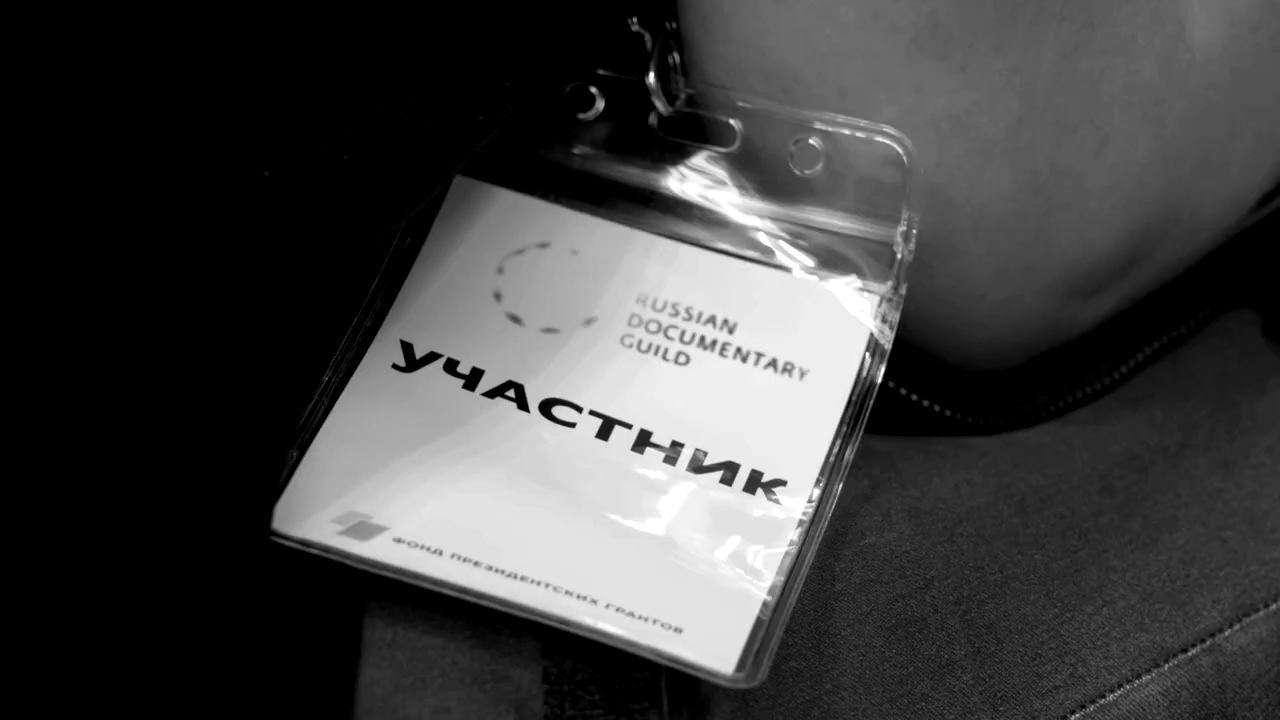 RUSSIAN
DOCUMENTARY
GUILD
УЧАСТНИК
ФОНД ПРЕЗИДЕНТСКИХ ГРАНТОВ